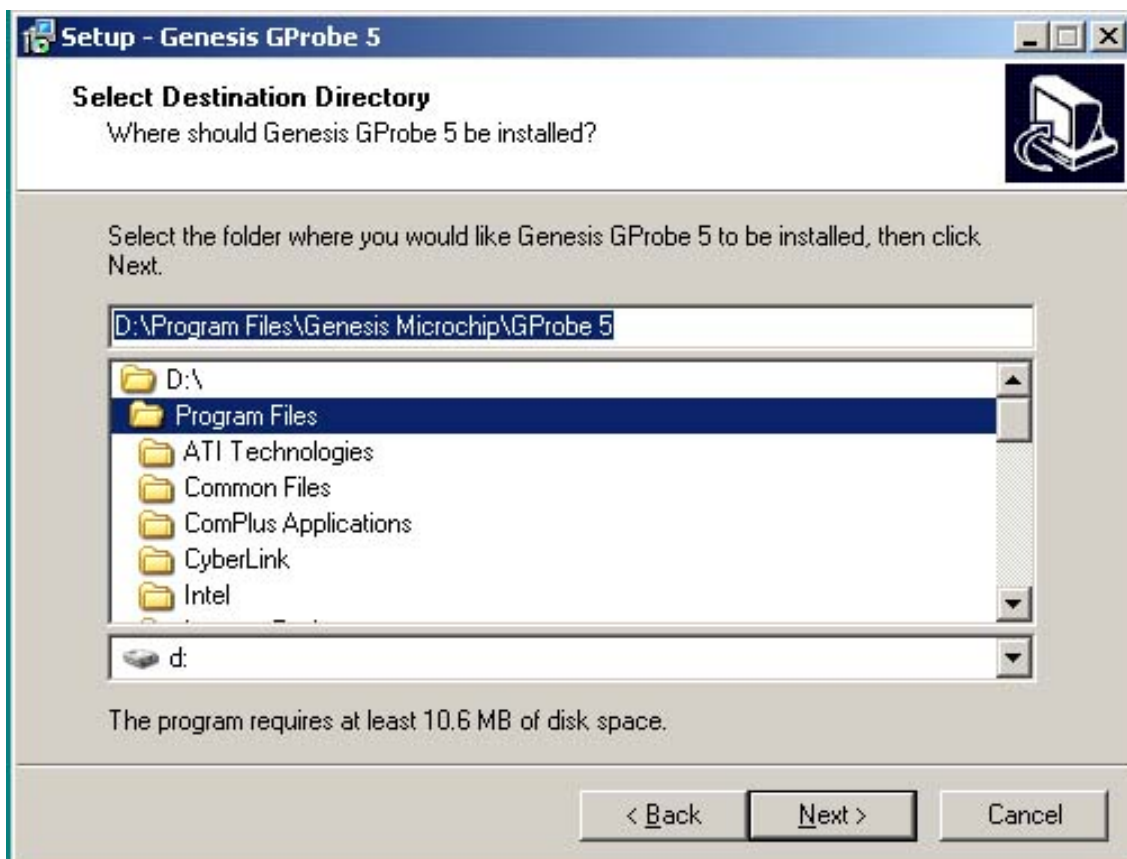 Setup - Genesis GProbe 5
Select Destination Directory
Where should Genesis GProbe 5 be installed?
Select the folder where you would like Genesis GProbe 5 to be installed, then click
Next.
D:\Program Files\Genesis Microchip\GProbe 5
D:\
Program Files
ATI Technologies
Common Files
ComPlus Applications
CyberLink
Intel
d:
The program requires at least 10.6 MB of disk space.
< Back Next > Cancel